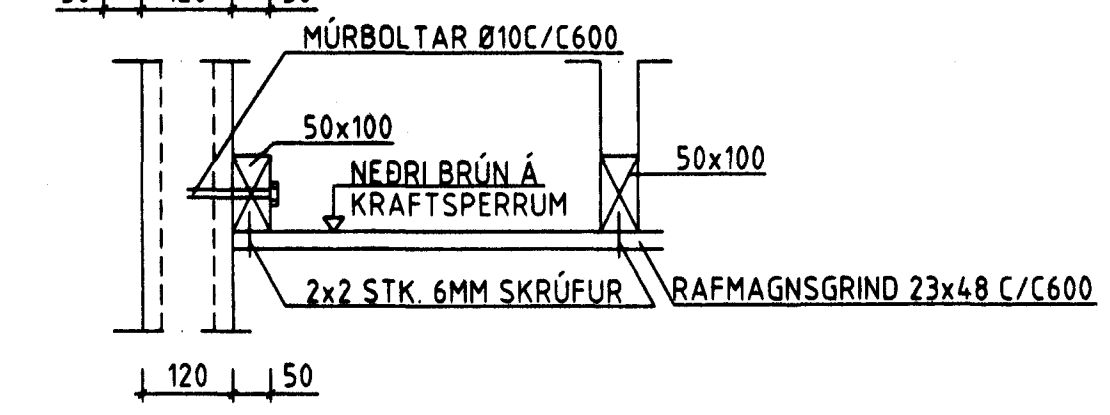 MÚRBOLTAR Ø10C/C600
50x100
50x100
NEÐRI BRÚN Á
KRAFTSPERRUM
2x2 STK. 6MM SKRÚFUR
RAFMAGNSGRIND 23x48 C/C600
120
50